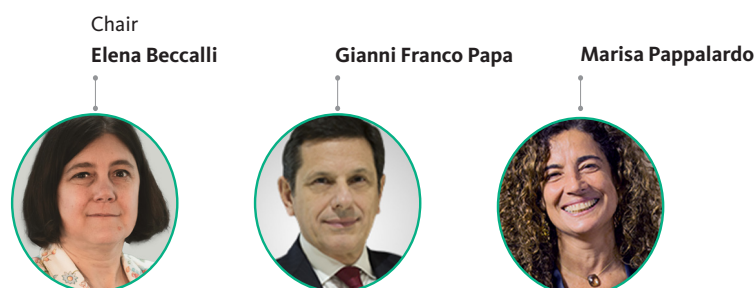 Chair
Elena Beccalli
Gianni Franco Papa
Marisa Pappalardo